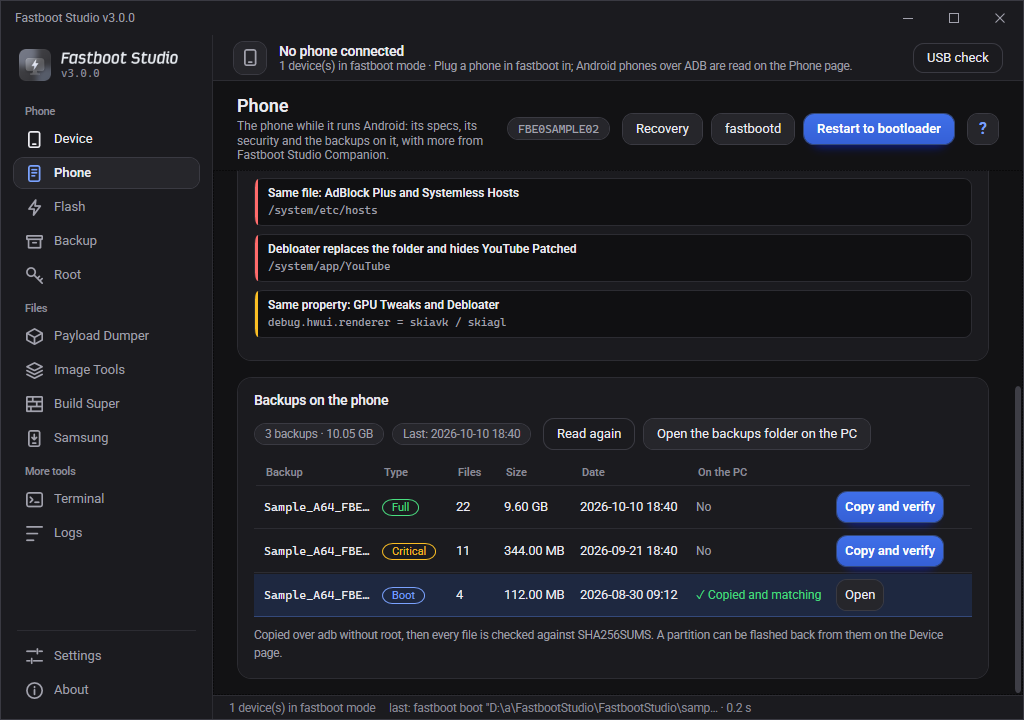 Fastboot Studio v3.0.0
Fastboot Studio
v3.0.0
No phone connected
1 device(s) in fastboot mode · Plug a phone in fastboot in; Android phones over ADB are read on the Phone page.
USB check
Phone
Device
Phone
Flash
Backup
Root
Files
Payload Dumper
Image Tools
Build Super
Samsung
More tools
Terminal
Logs
Settings
About
Phone
The phone while it runs Android: its specs, its
security and the backups on it, with more from
Fastboot Studio Companion.
FBE0SAMPLE02
Recovery
fastbootd
Restart to bootloader
?
Same file: AdBlock Plus and Systemless Hosts
/system/etc/hosts
Debloater replaces the folder and hides YouTube Patched
/system/app/YouTube
Same property: GPU Tweaks and Debloater
debug.hwui.renderer = skiavk / skiagl
Backups on the phone
3 backups · 10.05 GB
Last: 2026-10-10 18:40
Read again
Open the backups folder on the PC
Backup Type Files Size Date On the PC
Sample_A64_FBE… Full 22 9.60 GB 2026-10-10 18:40 No Copy and verify
Sample_A64_FBE… Critical 11 344.00 MB 2026-09-21 18:40 No Copy and verify
Sample_A64_FBE… Boot 4 112.00 MB 2026-08-30 09:12 ✓ Copied and matching Open
Copied over adb without root, then every file is checked against SHA256SUMS. A partition can be flashed back from them on the Device
page.
1 device(s) in fastboot mode last: fastboot boot "D:\a\FastbootStudio\FastbootStudio\samp… · 0.2 s